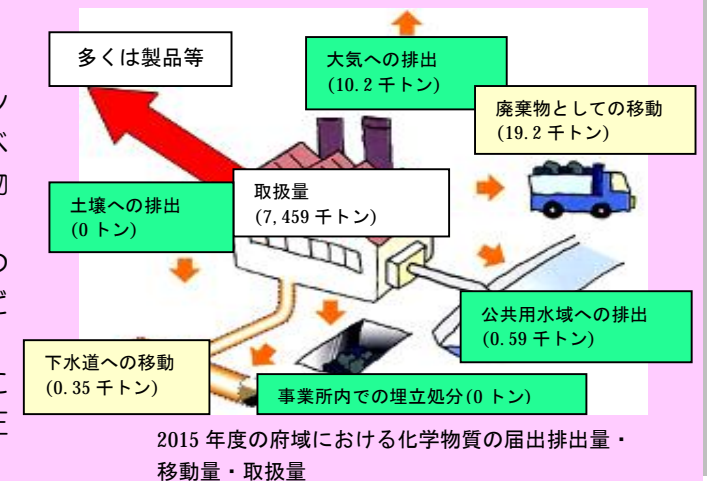 多くは製品等
大気への排出
(10.2 千トン)
廃棄物としての移動
(19.2 千トン)
土壌への排出
(0 トン)
取扱量
(7,459 千トン)
公共用水域への排出
(0.59 千トン)
下水道への移動
(0.35 千トン)
事業所内での埋立処分(0 トン)
2015 年度の府域における化学物質の届出排出量・
移動量・取扱量